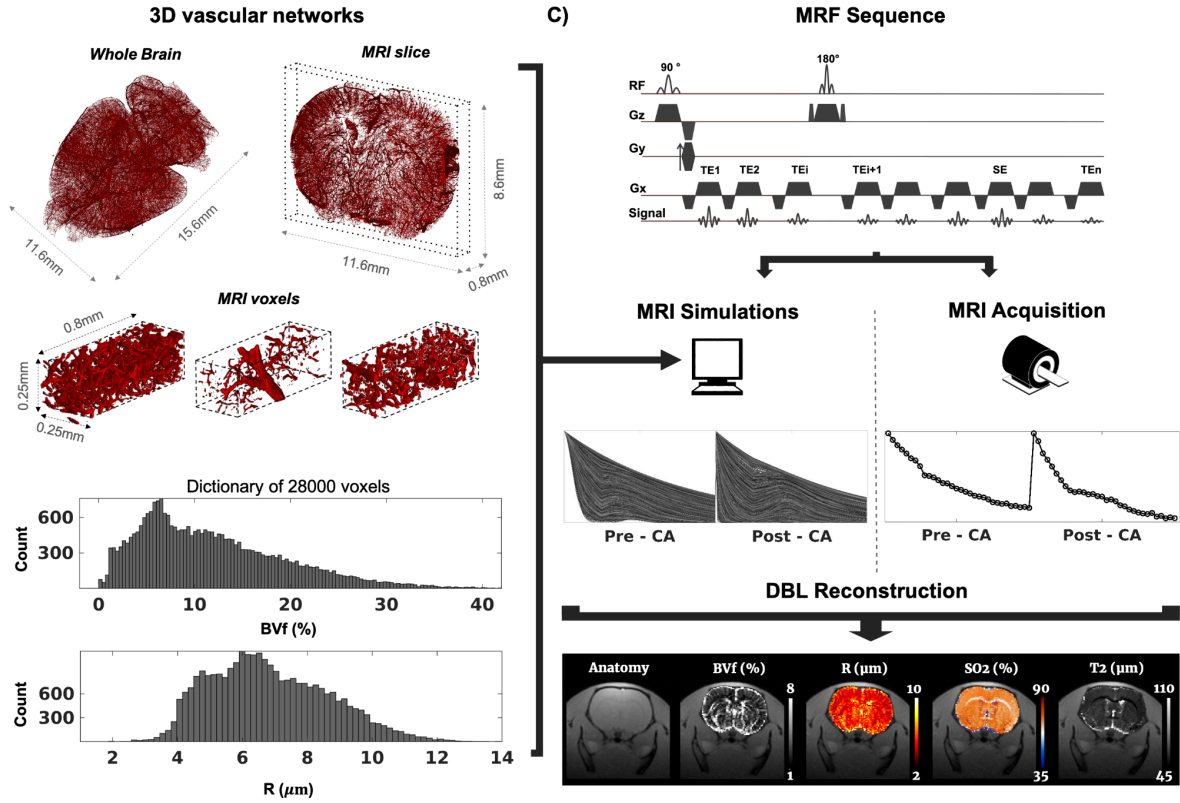 3D vascular networks
Whole Brain
MRI slice
11.6mm
15.6mm
8.6mm
11.6mm
0.8mm
MRI voxels
0.8mm
0.25mm
0.25mm
Dictionary of 28000 voxels
Count
600
300
0 10 20 30 40
BVf (%)
Count
600
300
2 4 6 8 10 12 14
R (μm)
C)
MRF Sequence
90 °
180°
RF
Gz
Gy
TE1 TE2 TEi TEi+1 SE TEn
Gx
Signal
MRI Simulations
MRI Acquisition
Pre - CA Post - CA
Pre - CA Post - CA
DBL Reconstruction
Anatomy BVf (%) R (μm) SO2 (%) T2 (μm)
8 10 90 110
1 2 35 45